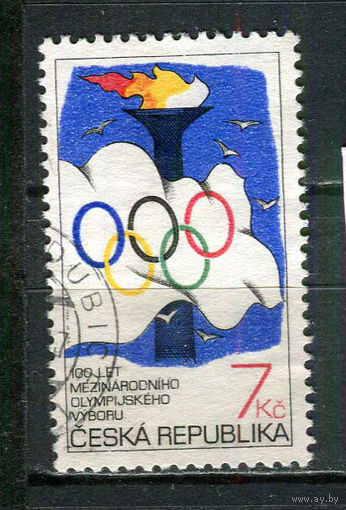 100 LET
MEZINÁRODNÍHO
OLYMPIJSKÉHO
VÝBORU
7 Kč
ČESKÁ REPUBLIKA
www.ay.by